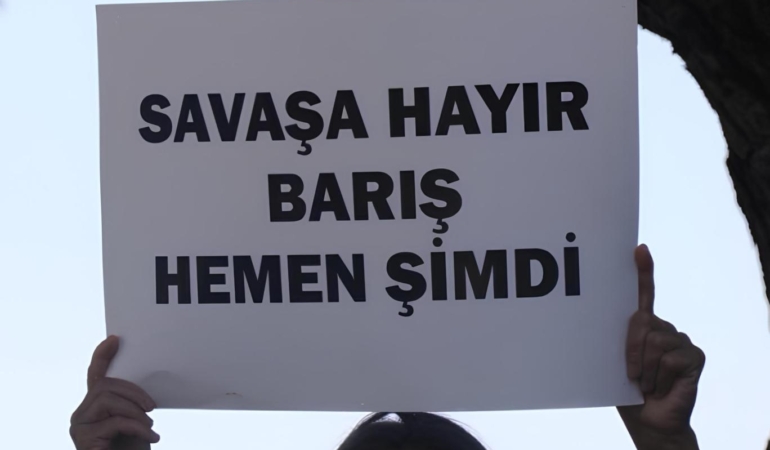 SAVAŞA HAYIR
BARIŞ
HEMEN ŞİMDİ